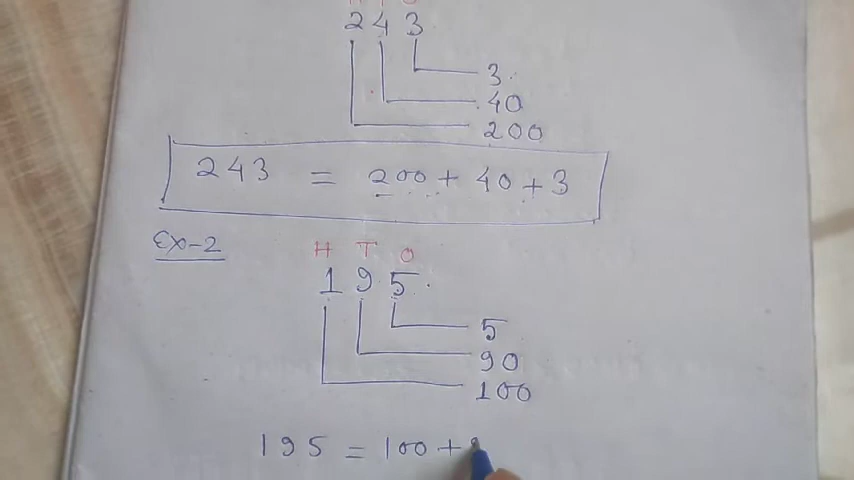 243
3
40
200
243 = 200 + 40 + 3
Ex-2
H T O
195
5
90
100
195 = 100 +